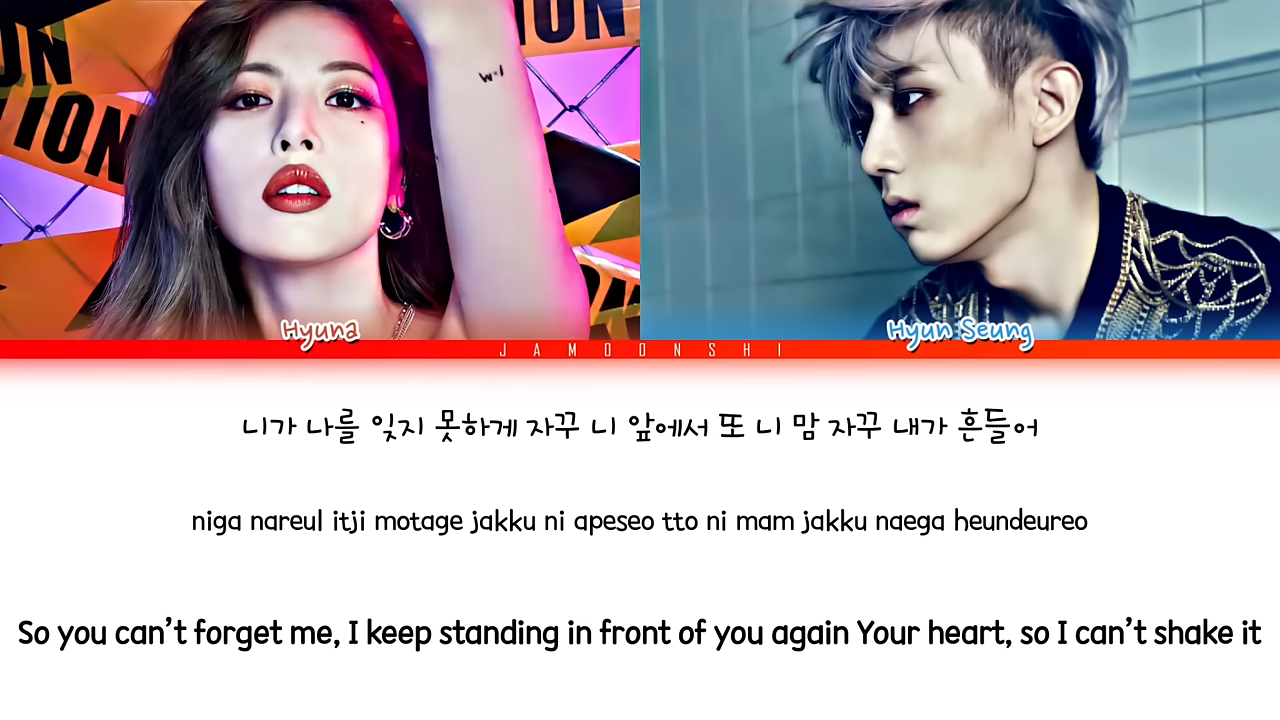 ION
ION
ION
W+I
Hyuna
Hyun Seung
JAMOONSHI
니가 나를 잊지 못하게 자꾸 니 앞에서 또 니 맘 자꾸 내가 흔들어
niga nareul itji motage jakku ni apeseo tto ni mam jakku naega heundeureo
So you can’t forget me, I keep standing in front of you again Your heart, so I can’t shake it